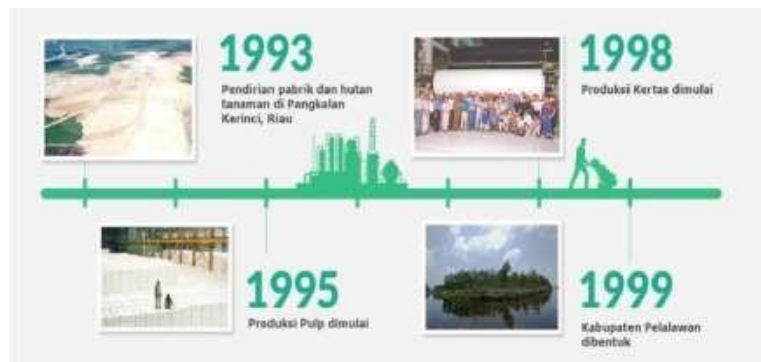 1993
Pendirian pabrik dan hutan
tanaman di Pangkalan
Kerinci, Riau
1998
Produksi Kertas dimulai
1995
Produksi Pulp dimulai
1999
Kabupaten Pelalawan
dibentuk